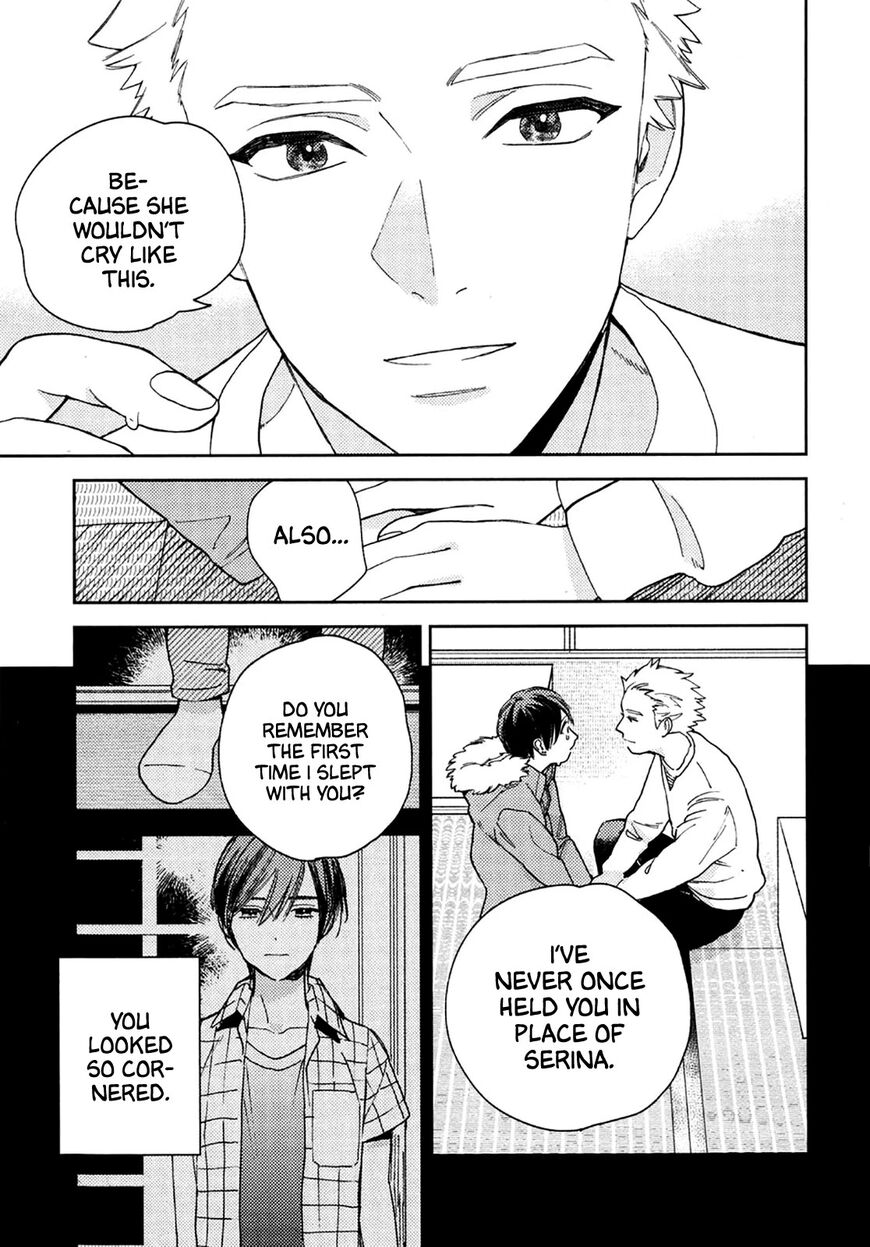 BE-
CAUSE SHE
WOULDN'T
CRY LIKE
THIS.
ALSO...
I'VE
NEVER ONCE
HELD YOU IN
PLACE OF
SERINA.
DO YOU
REMEMBER
THE FIRST
TIME I SLEPT
WITH YOU?
YOU
LOOKED
SO COR-
NERED.